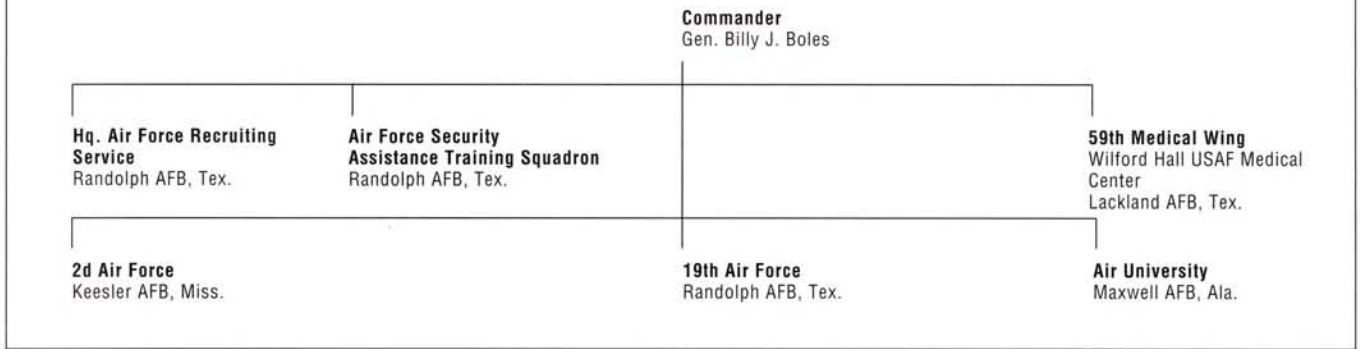 Commander
Gen. Billy J. Boles
Hq. Air Force Recruiting
Service
Randolph AFB, Tex.
Air Force Security
Assistance Training Squadron
Randolph AFB, Tex.
59th Medical Wing
Wilford Hall USAF Medical
Center
Lackland AFB, Tex.
2d Air Force
Keesler AFB, Miss.
19th Air Force
Randolph AFB, Tex.
Air University
Maxwell AFB, Ala.